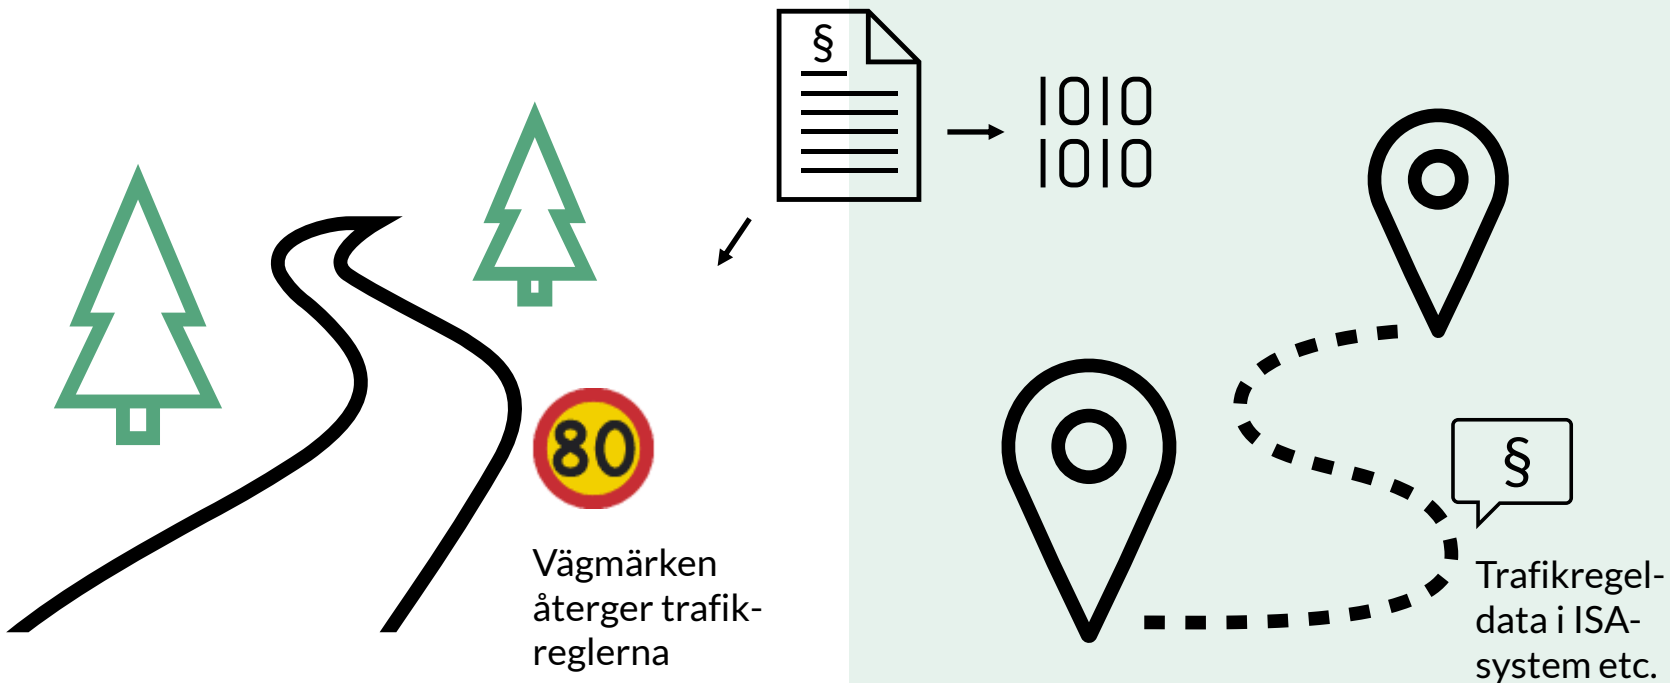 §
1010
1010
80
Vägmärken
återger trafik-
reglerna
§
Trafikregel-
data i ISA-
system etc.